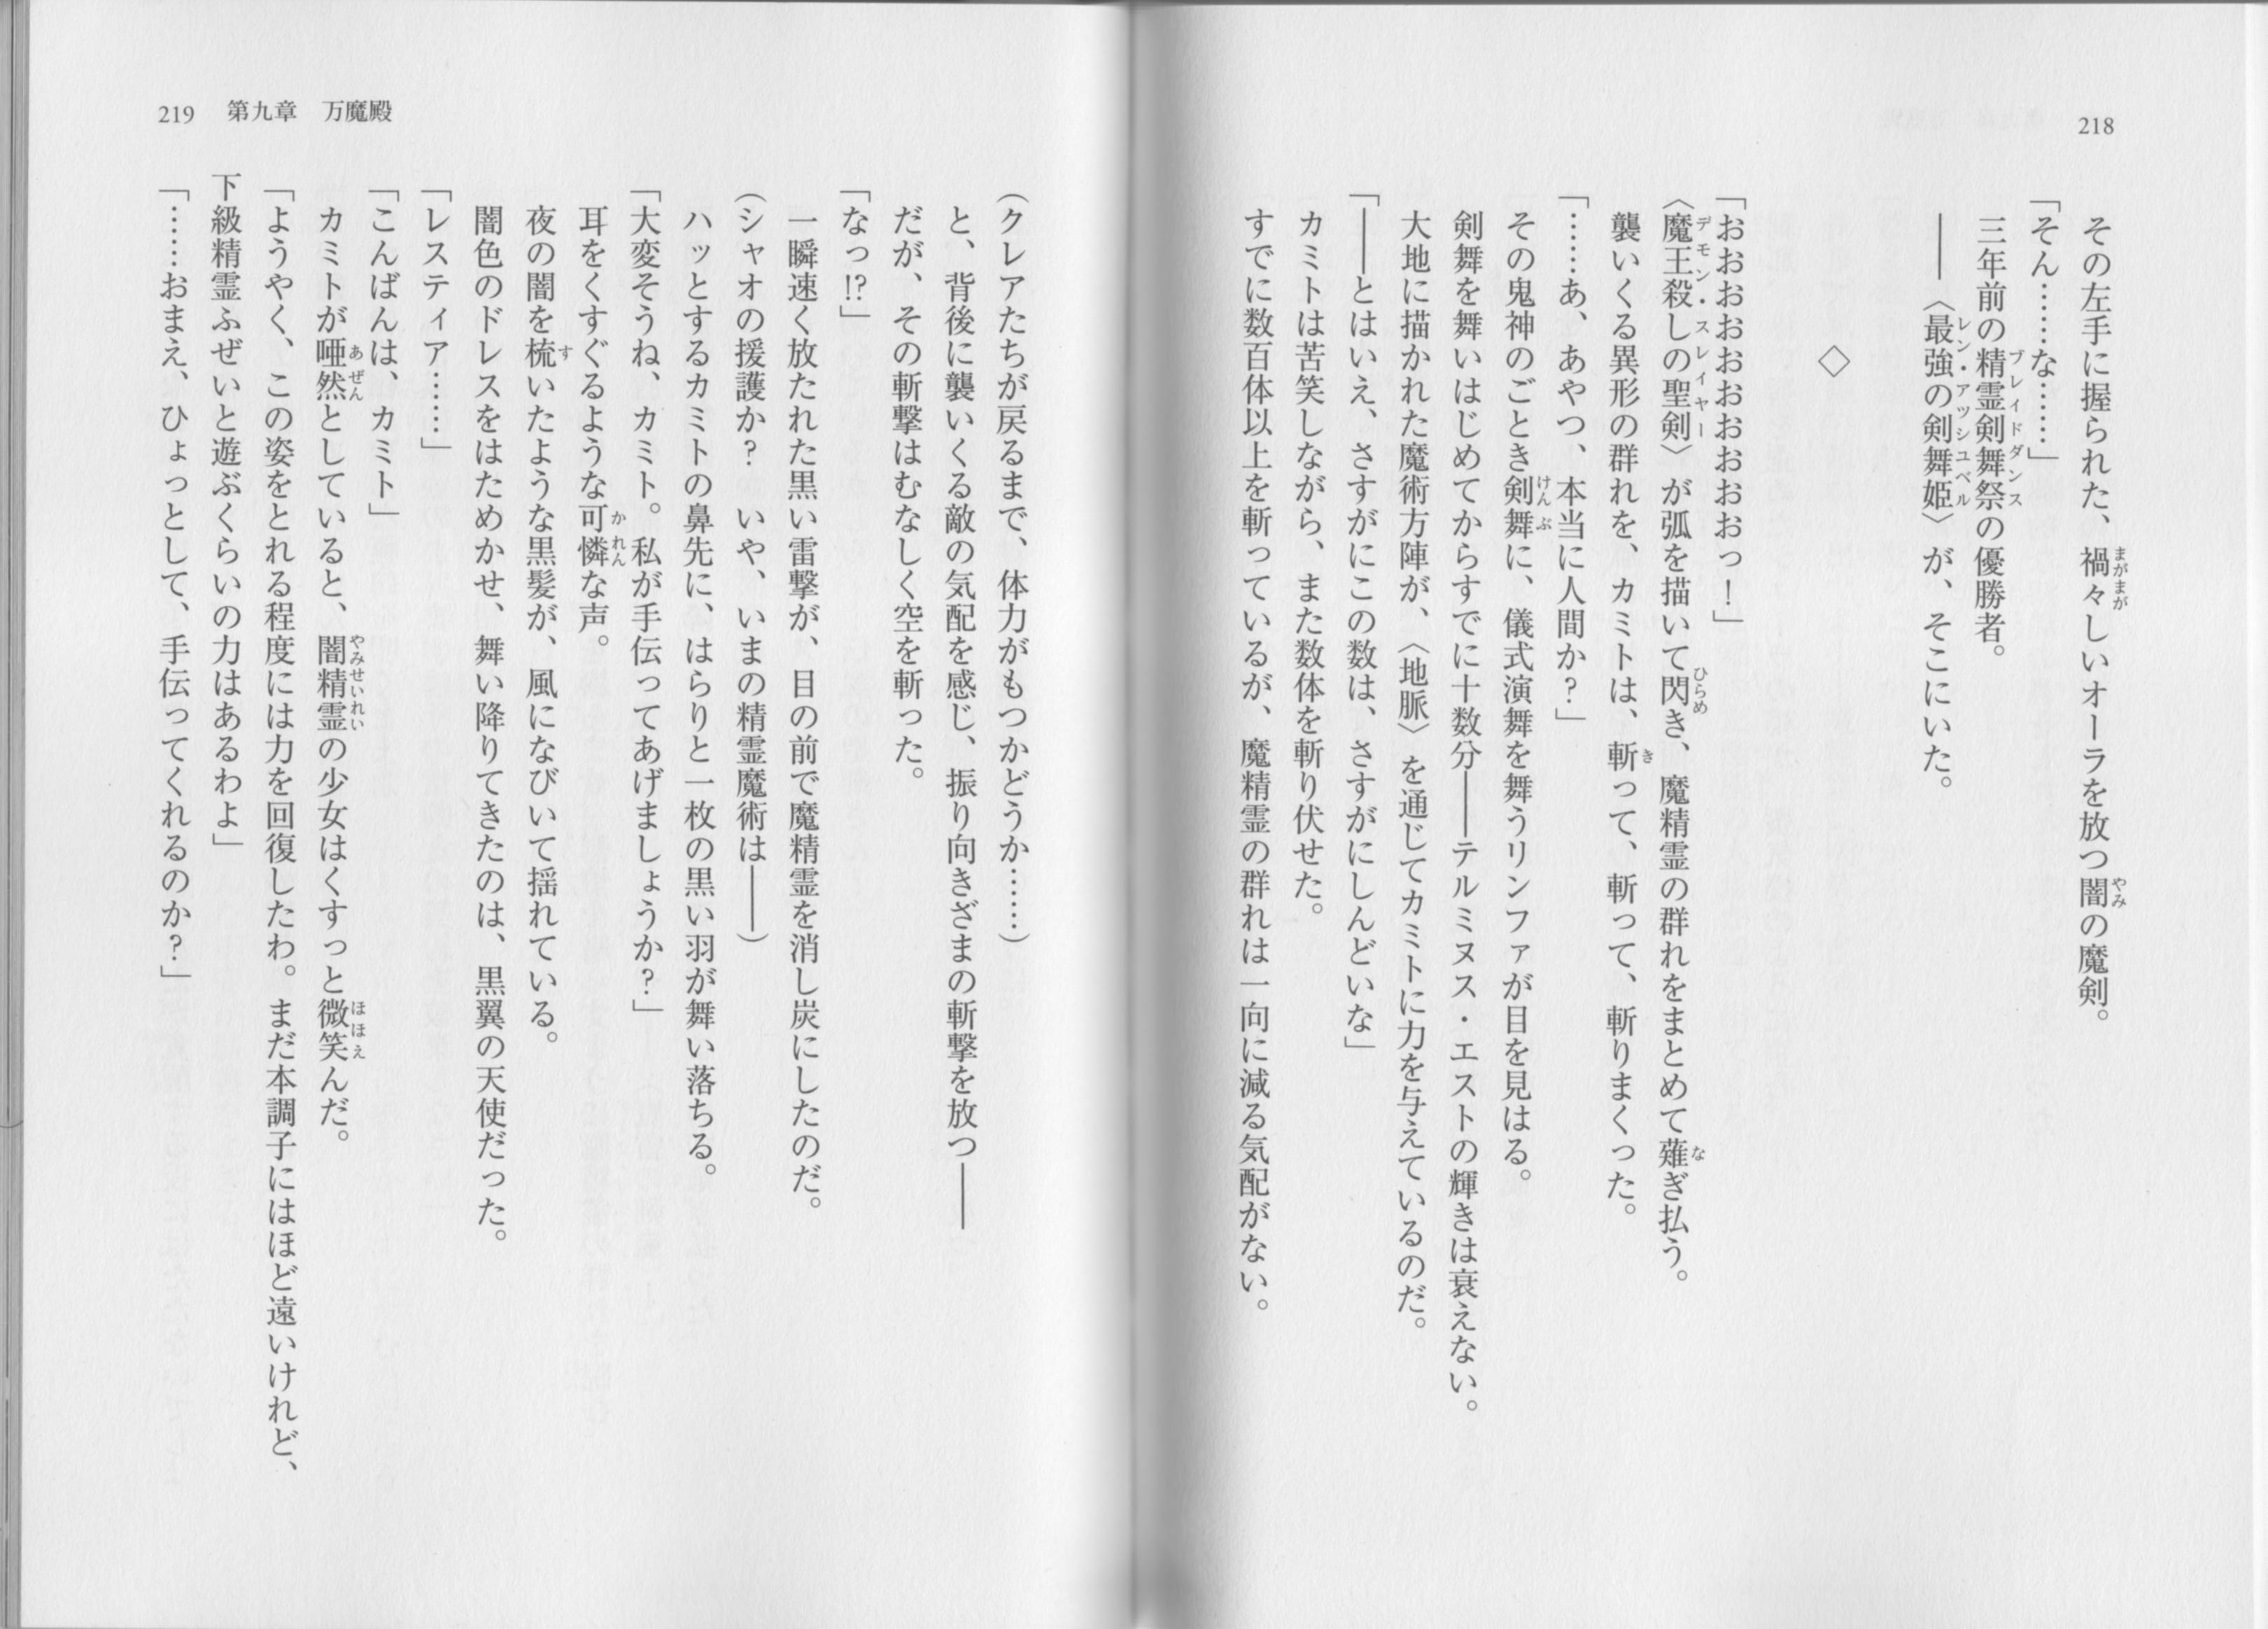 218
その左手に握られた、禍々しいオーラを放つ闇の魔剣。
「そん……な……」
三年前の精霊剣舞祭の優勝者。
――〈最強の剣舞姫〉が、そこにいた。
◇
「おおおおおおおおおおっ！」
〈魔王殺しの聖剣〉が弧を描いて閃き、魔精霊の群れをまとめて薙ぎ払う。
襲いくる異形の群れを、カミトは、斬って、斬って、斬りまくった。
「……あ、あやつ、本当に人間か？」
その鬼神のごとき剣舞に、儀式演舞を舞うリンファが目を見はる。
剣舞を舞いはじめてからすでに十数分――テルミヌス・エストの輝きは衰えない。
大地に描かれた魔術方陣が、〈地脈〉を通じてカミトに力を与えているのだ。
「――とはいえ、さすがにこの数は、さすがにしんどいな」
カミトは苦笑しながら、また数体を斬り伏せた。
すでに数百体以上を斬っているが、魔精霊の群れは一向に減る気配がない。
219 第九章 万魔殿
（クレアたちが戻るまで、体力がもつかどうか……）
と、背後に襲いくる敵の気配を感じ、振り向きざまの斬撃を放つ――
だが、その斬撃はむなしく空を斬った。
「なっ!?」
一瞬速く放たれた黒い雷撃が、目の前で魔精霊を消し炭にしたのだ。
（シャオの援護か？　いや、いまの精霊魔術は――）
ハッとするカミトの鼻先に、はらりと一枚の黒い羽が舞い落ちる。
「大変そうね、カミト。私が手伝ってあげましょうか？」
耳をくすぐるような可憐な声。
夜の闇を梳いたような黒髪が、風になびいて揺れている。
闇色のドレスをはためかせ、舞い降りてきたのは、黒翼の天使だった。
「レスティア……」
「こんばんは、カミト」
カミトが唖然としていると、闇精霊の少女はくすっと微笑んだ。
「ようやく、この姿をとれる程度には力を回復したわ。まだ本調子にはほど遠いけれど、
下級精霊ふぜいと遊ぶくらいの力はあるわよ」
「……おまえ、ひょっとして、手伝ってくれるのか？」